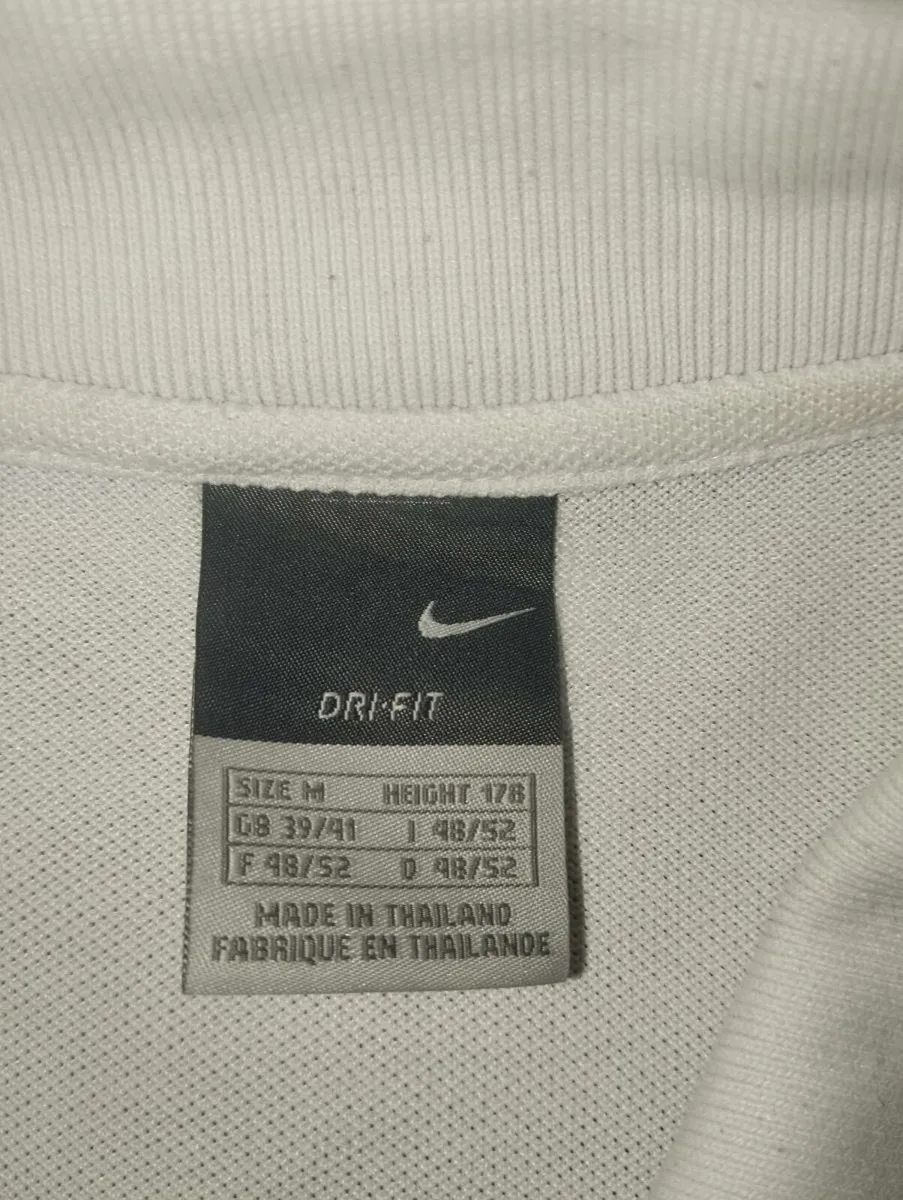 DRI-FIT
SIZE M HEIGHT 178
GB 39/41 I 48/52
F 48/52 D 48/52
MADE IN THAILAND
FABRIQUE EN THAILANDE